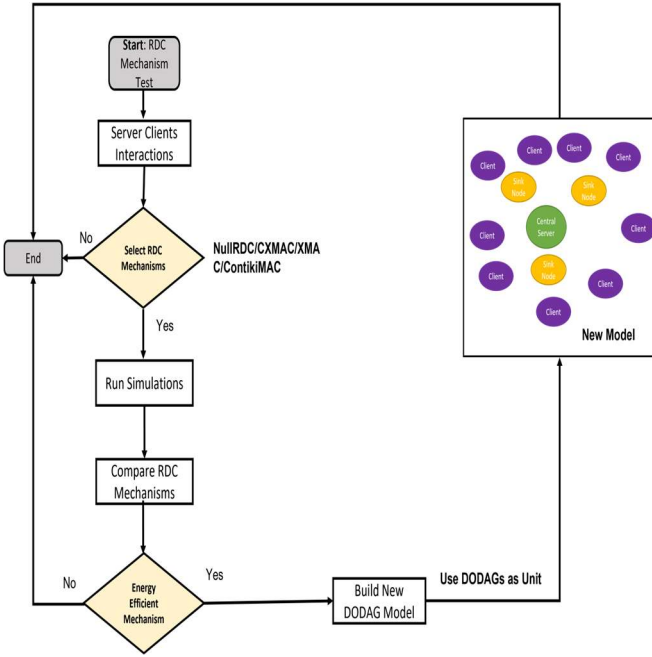 Start: RDC
Mechanism
Test
Server Clients
Interactions
No
End
Select RDC
Mechanisms
NullRDC/CXMAC/XMA
C/ContikiMAC
Yes
Run Simulations
Compare RDC
Mechanisms
No
Energy
Efficient
Mechanism
Yes
Build New
DODAG Model
Use DODAGs as Unit
Client
Client
Client
Client
Sink
Node
Sink
Node
Client
Central
Server
Client
Client
Sink
Node
Client
Client
Client
New Model